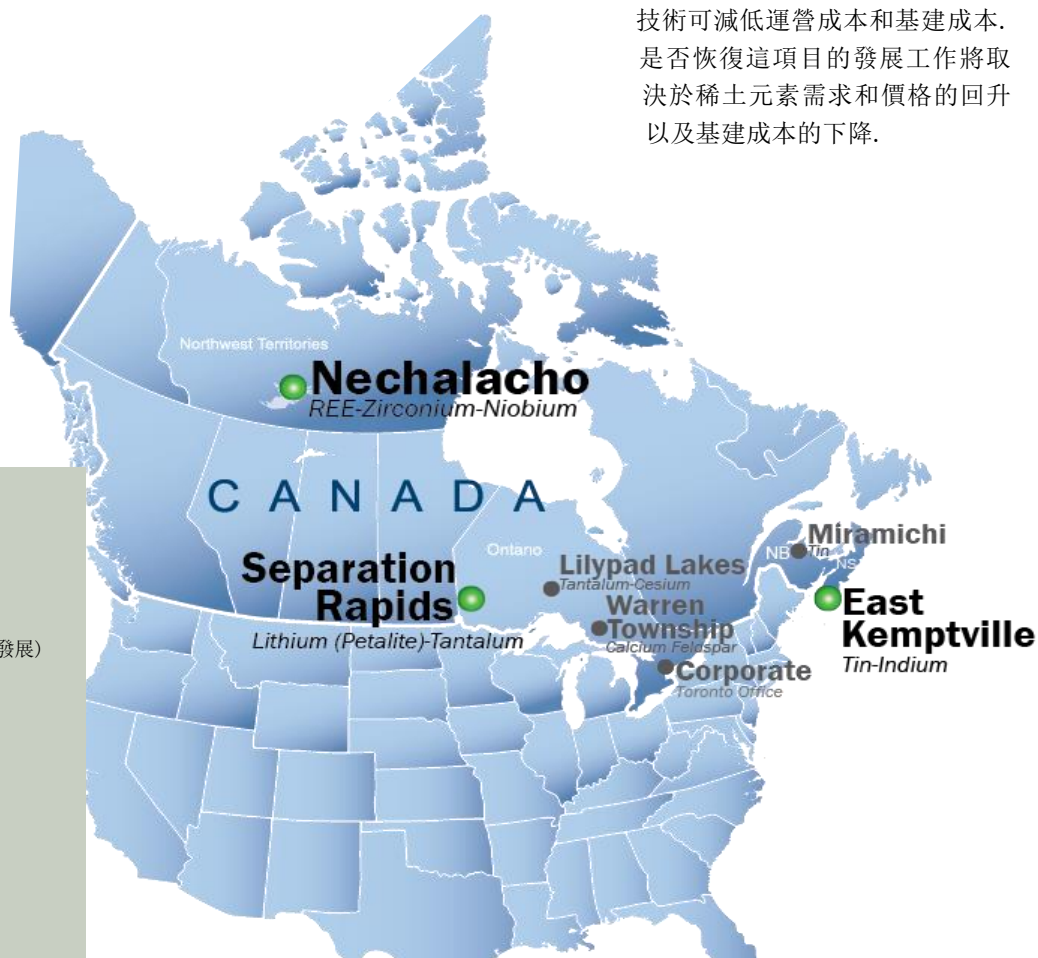 技術可減低運營成本和基建成本.
是否恢復這項目的發展工作將取
決於稀土元素需求和價格的回升
以及基建成本的下降.
Northwest Territories
Nechalacho
REE-Zirconium-Niobium
CANADA
Miramichi
Tin
NB
NS
Ontario
Lilypad Lakes
Tantalum-Cesium
Separation
Rapids
Lithium (Petalite)-Tantalum
Warren
Township
Calcium Feldspar
East
Kemptville
Tin-Indium
Corporate
Toronto Office
發展)